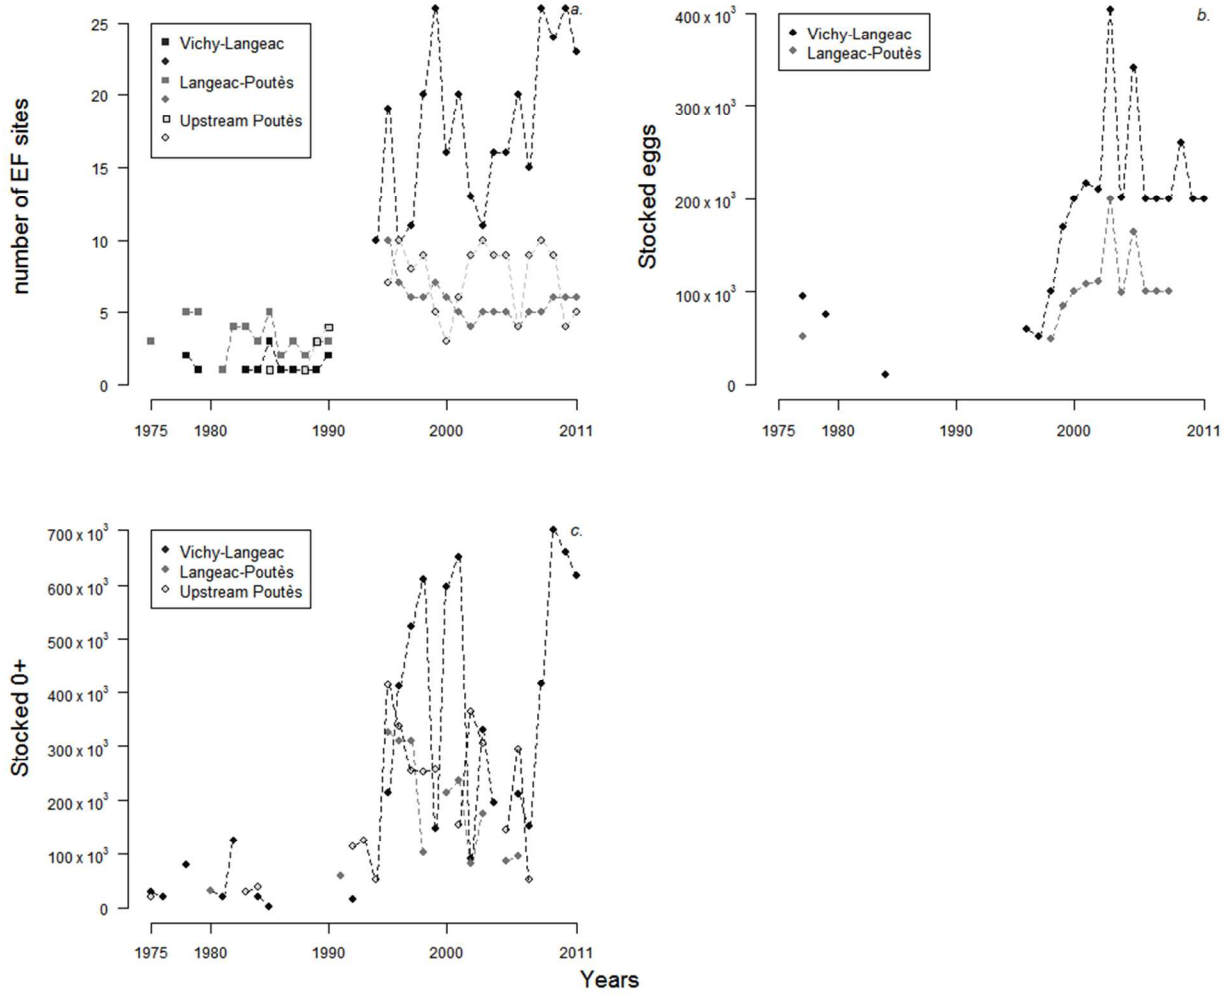 a.
number of EF sites
25
20
15
10
5
0
Vichy-Langeac
Langeac-Poutès
Upstream Poutès
1975 1980 1990 2000 2011
b.
Stocked eggs
400 x 10³
300 x 10³
200 x 10³
100 x 10³
0
Vichy-Langeac
Langeac-Poutès
1975 1980 1990 2000 2011
c.
Stocked 0+
700 x 10³
600 x 10³
500 x 10³
400 x 10³
300 x 10³
200 x 10³
100 x 10³
0
Vichy-Langeac
Langeac-Poutès
Upstream Poutès
1975 1980 1990 2000 2011
Years